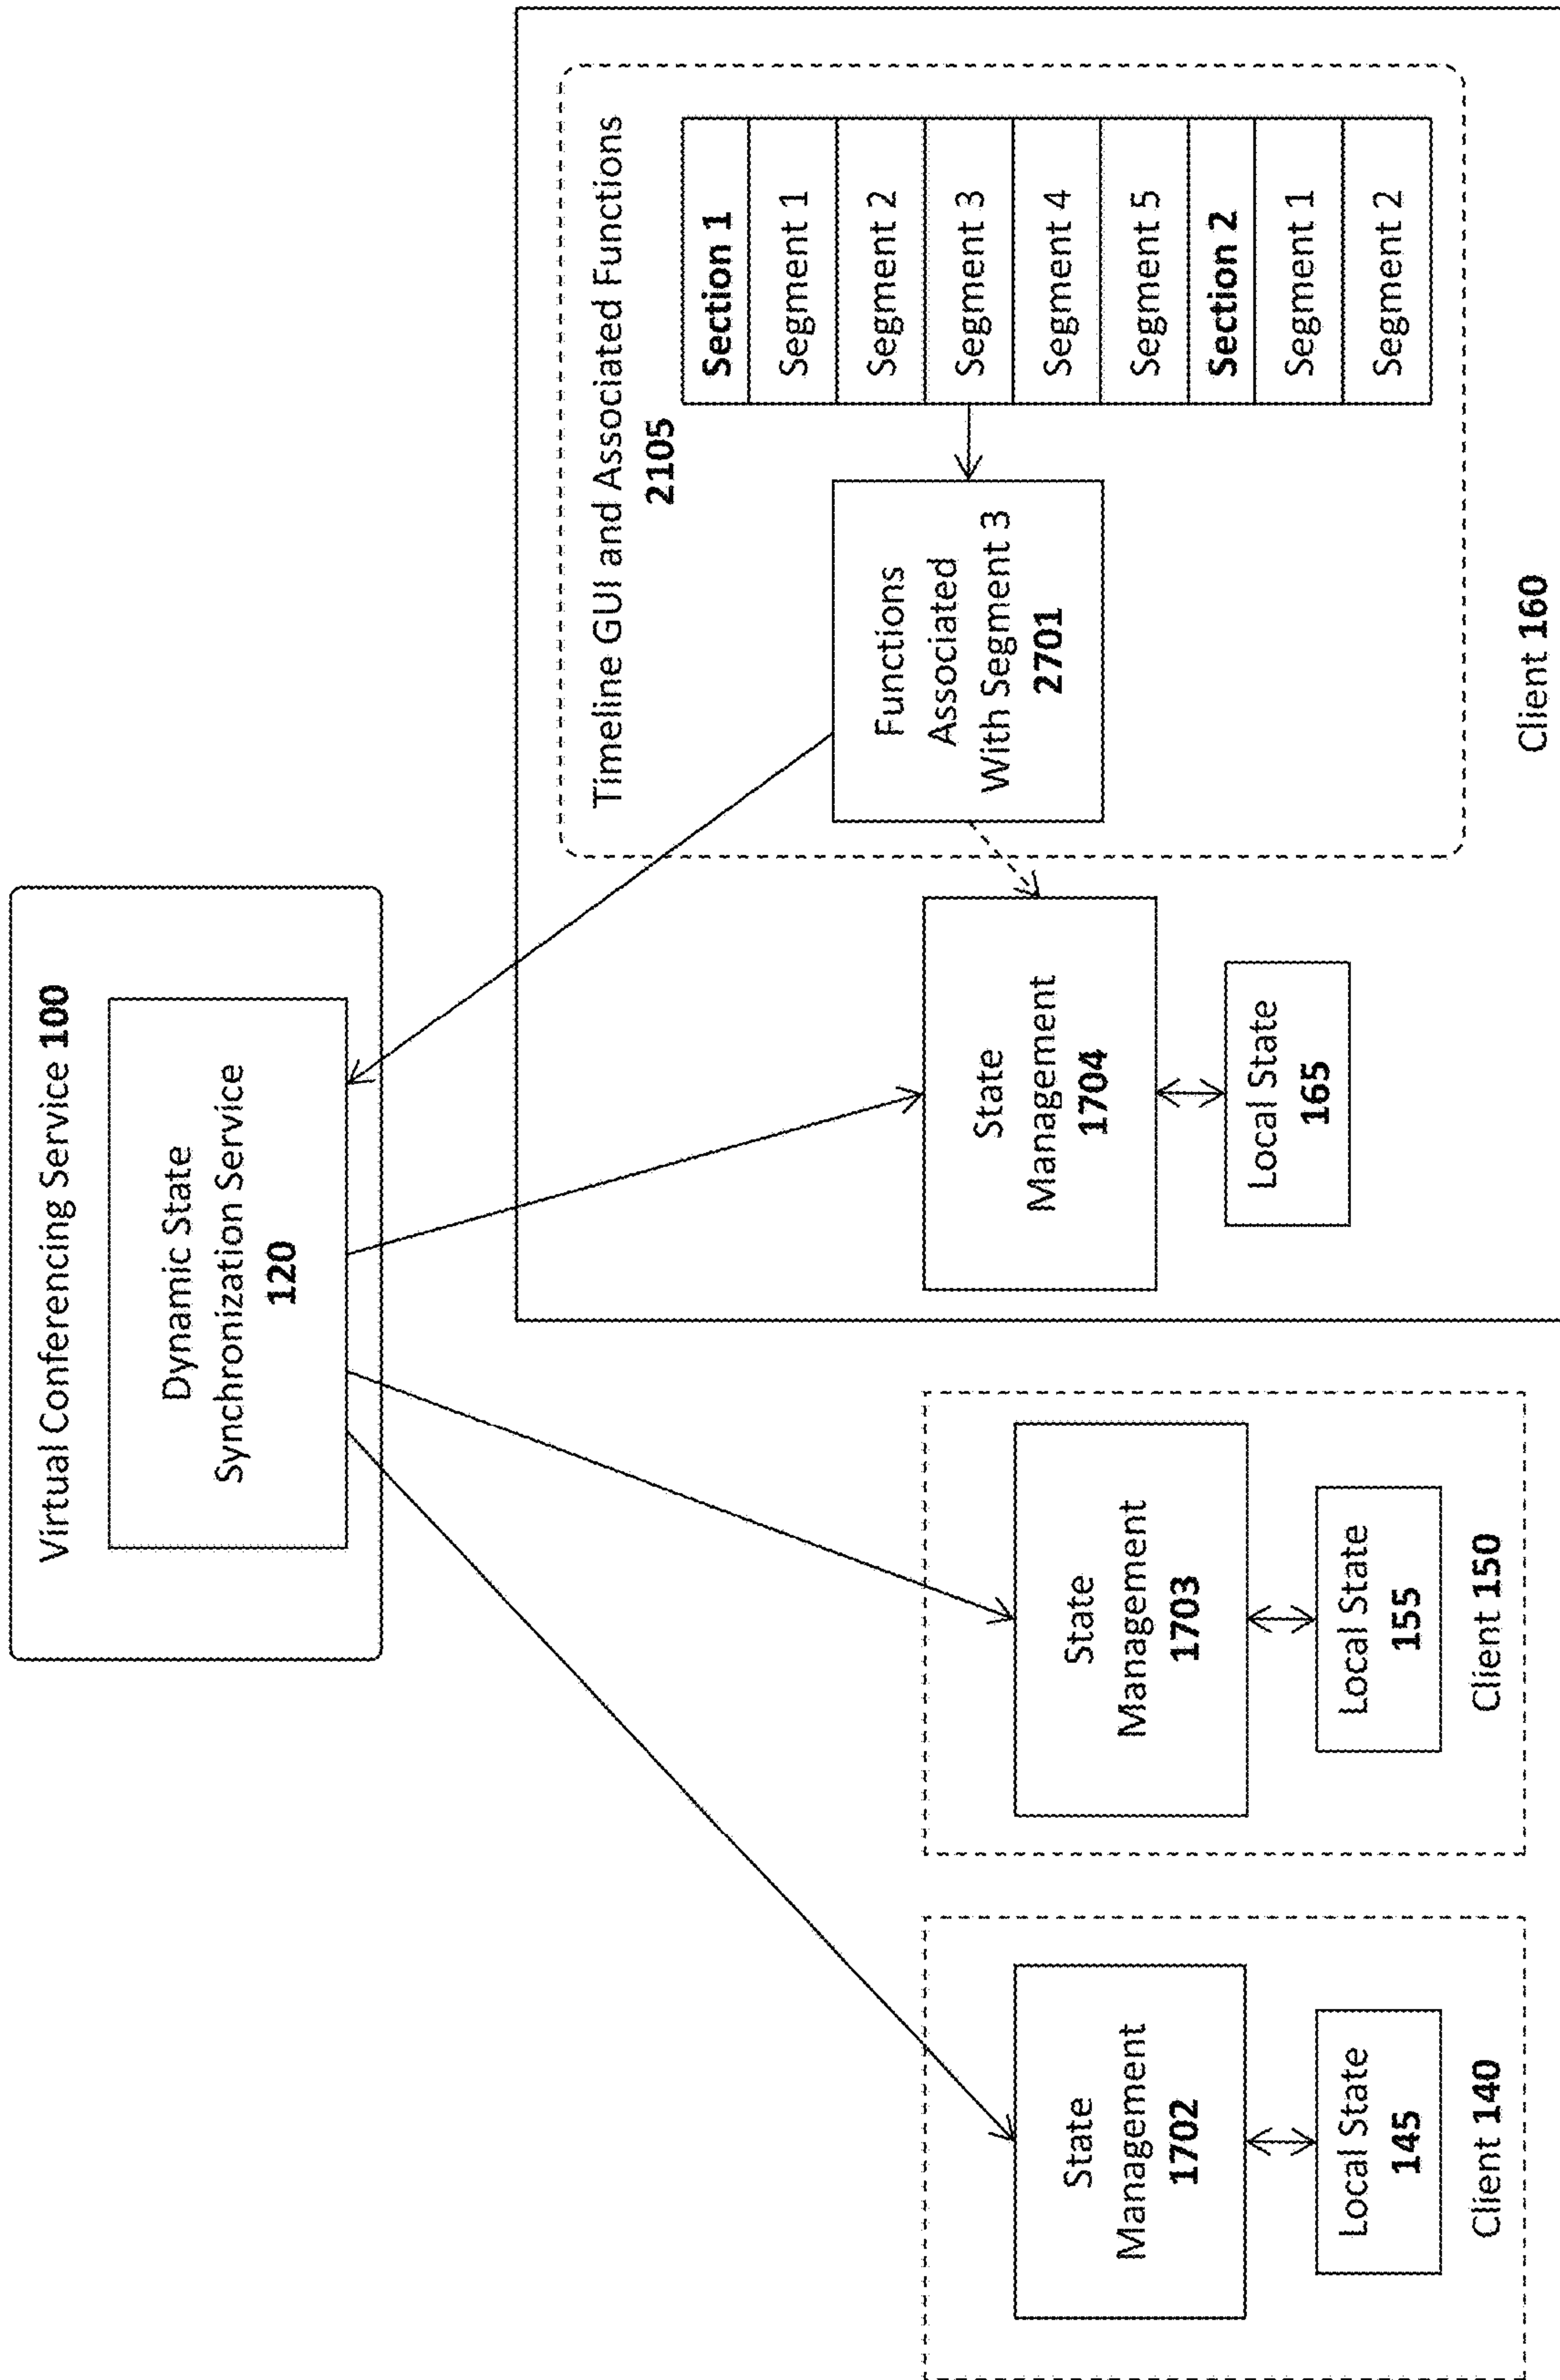 Virtual Conferencing Service 100
Dynamic State
Synchronization Service
120
State
Management
1702
Local State
145
Client 140
State
Management
1703
Local State
155
Client 150
State
Management
1704
Local State
165
Timeline GUI and Associated Functions
2105
Functions
Associated
With Segment 3
2701
Section 1
Segment 1
Segment 2
Segment 3
Segment 4
Segment 5
Section 2
Segment 1
Segment 2
Client 160